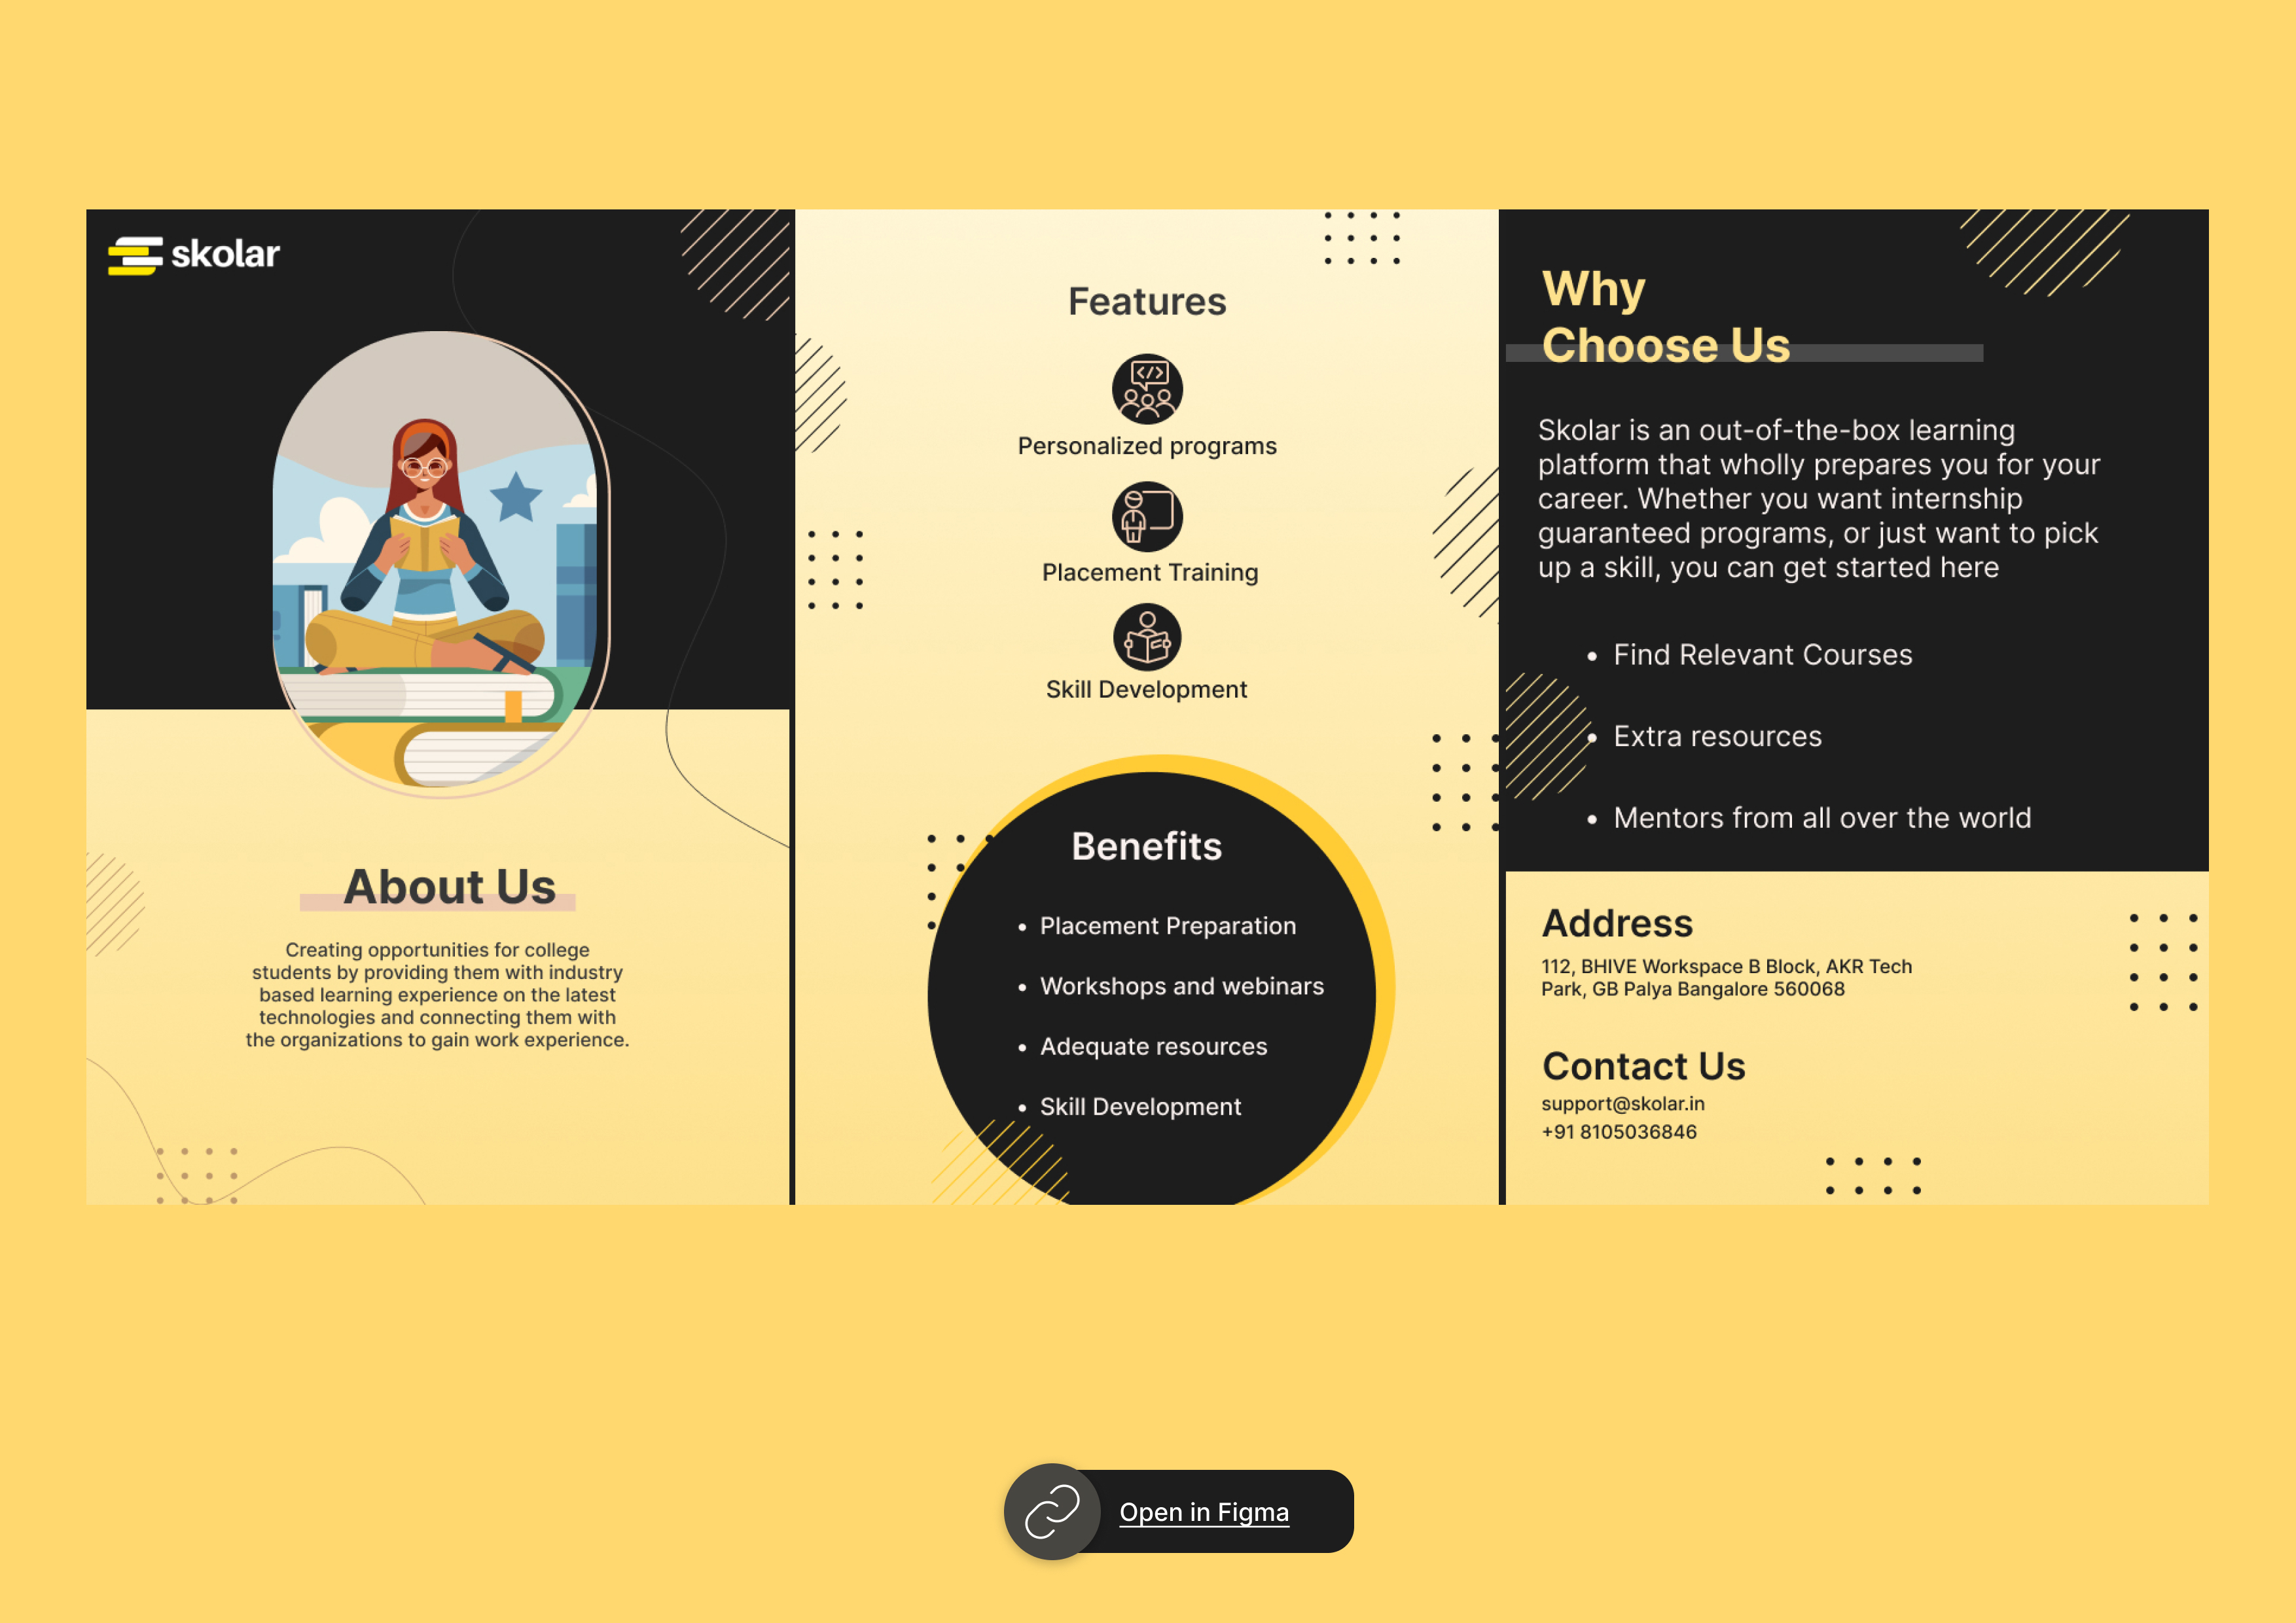 skolar
About Us
Creating opportunities for college
students by providing them with industry
based learning experience on the latest
technologies and connecting them with
the organizations to gain work experience.
Features
</>
Personalized programs
Placement Training
Skill Development
Benefits
• Placement Preparation
• Workshops and webinars
• Adequate resources
• Skill Development
Why
Choose Us
Skolar is an out-of-the-box learning
platform that wholly prepares you for your
career. Whether you want internship
guaranteed programs, or just want to pick
up a skill, you can get started here
• Find Relevant Courses
• Extra resources
• Mentors from all over the world
Address
112, BHIVE Workspace B Block, AKR Tech
Park, GB Palya Bangalore 560068
Contact Us
support@skolar.in
+91 8105036846
Open in Figma